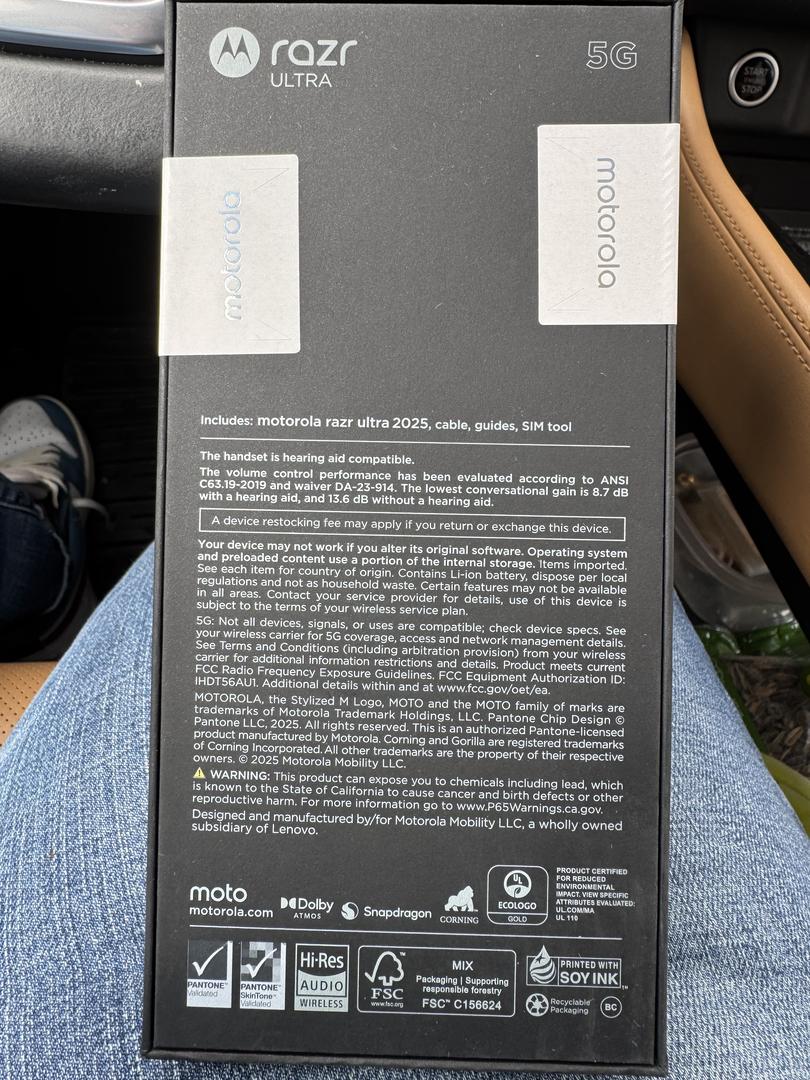 razr
ULTRA
5G
START
STOP
motorola
motorola
Includes: motorola razr ultra 2025, cable, guides, SIM tool
The handset is hearing aid compatible.
The volume control performance has been evaluated according to ANSI
C63.19-2019 and waiver DA-23-914. The lowest conversational gain is 8.7 dB
with a hearing aid, and 13.6 dB without a hearing aid.
A device restocking fee may apply if you return or exchange this device.
Your device may not work if you alter its original software. Operating system
and preloaded content use a portion of the internal storage. Items imported.
See each item for country of origin. Contains Li-ion battery, dispose per local
regulations and not as household waste. Certain features may not be available
in all areas. Contact your service provider for details, use of this device is
subject to the terms of your wireless service plan.
5G: Not all devices, signals, or uses are compatible; check device specs. See
your wireless carrier for 5G coverage, access and network management details.
See Terms and Conditions (including arbitration provision) from your wireless
carrier for additional information restrictions and details. Product meets current
FCC Radio Frequency Exposure Guidelines. FCC Equipment Authorization ID:
IHDT56AU1. Additional details within and at www.fcc.gov/oet/ea.
MOTOROLA, the Stylized M Logo, MOTO and the MOTO family of marks are
trademarks of Motorola Trademark Holdings, LLC. Pantone Chip Design ©
Pantone LLC, 2025. All rights reserved. This is an authorized Pantone-licensed
product manufactured by Motorola. Corning and Gorilla are registered trademarks
of Corning Incorporated. All other trademarks are the property of their respective
owners. © 2025 Motorola Mobility LLC.
⚠ WARNING: This product can expose you to chemicals including lead, which
is known to the State of California to cause cancer and birth defects or other
reproductive harm. For more information go to www.P65Warnings.ca.gov.
Designed and manufactured by/for Motorola Mobility LLC, a wholly owned
subsidiary of Lenovo.
moto
motorola.com
Dolby
ATMOS
Snapdragon
CORNING
UL
ECOLOGO
GOLD
PRODUCT CERTIFIED
FOR REDUCED
ENVIRONMENTAL
IMPACT. VIEW SPECIFIC
ATTRIBUTES EVALUATED:
UL.COM/MA
UL 110
PANTONE™
Validated
PANTONE™
SkinTone™
Validated
Hi-Res
AUDIO
WIRELESS
FSC
www.fsc.org
MIX
Packaging | Supporting
responsible forestry
FSC™ C156624
PRINTED WITH
SOY INK™
Recyclable
Packaging
BC